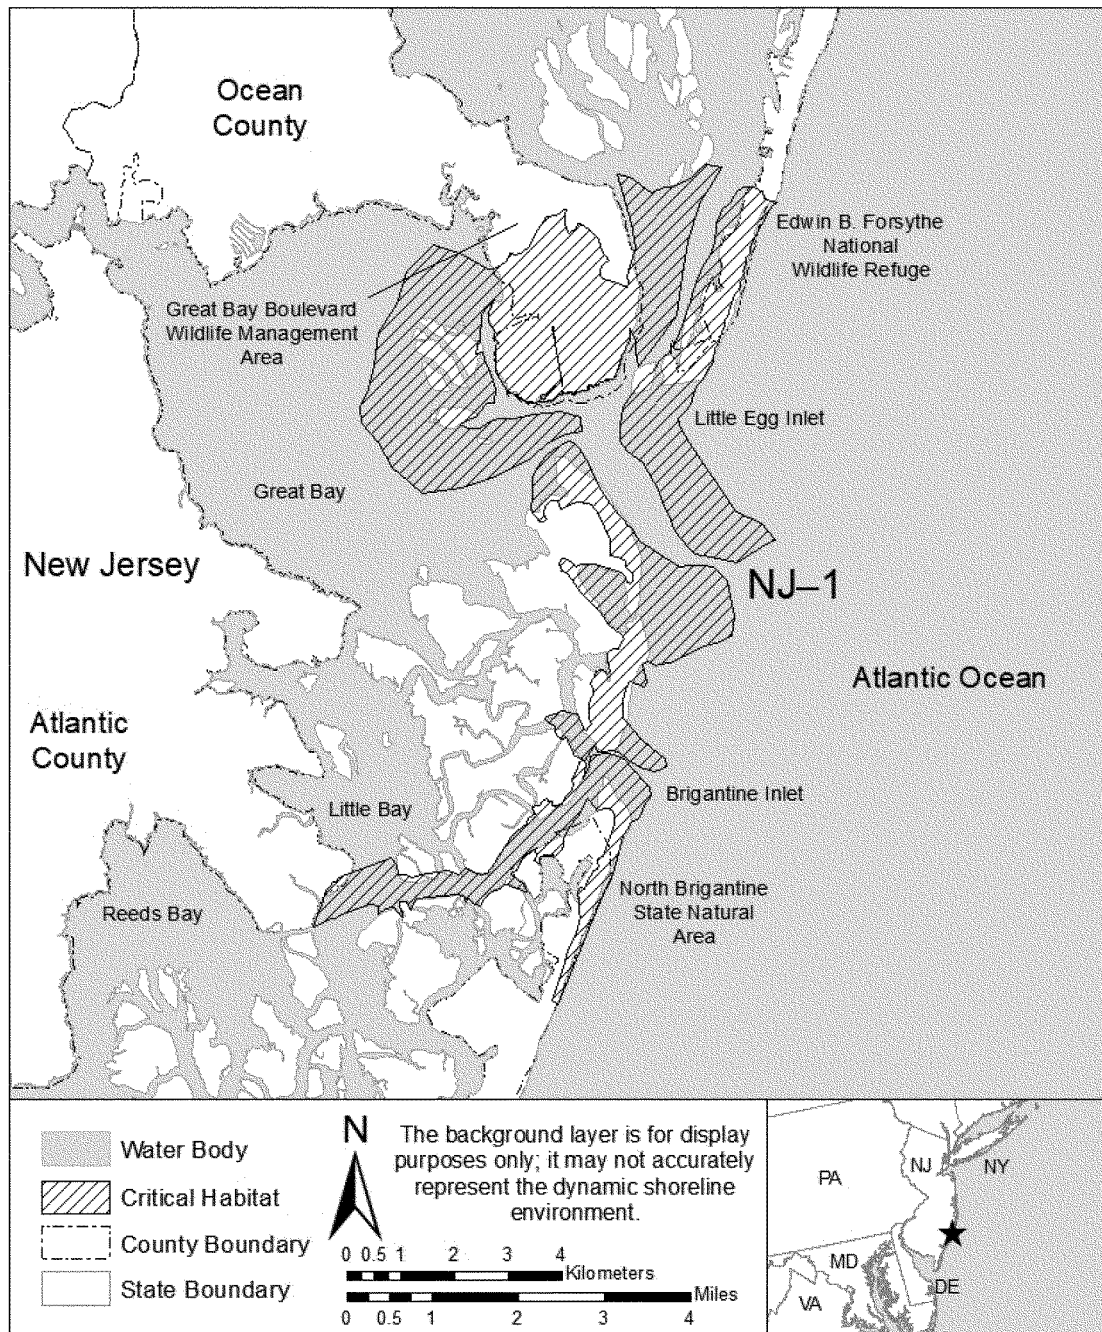 Ocean
County
Edwin B. Forsythe
National
Wildlife Refuge
Great Bay Boulevard
Wildlife Management
Area
Little Egg Inlet
Great Bay
New Jersey
NJ–1
Atlantic Ocean
Atlantic
County
Brigantine Inlet
Little Bay
North Brigantine
State Natural
Area
Reeds Bay
Water Body
Critical Habitat
County Boundary
State Boundary
N
The background layer is for display
purposes only; it may not accurately
represent the dynamic shoreline
environment.
0 0.5 1 2 3 4
Kilometers
Miles
0 0.5 1 2 3 4
PA
NJ
NY
MD
DE
VA